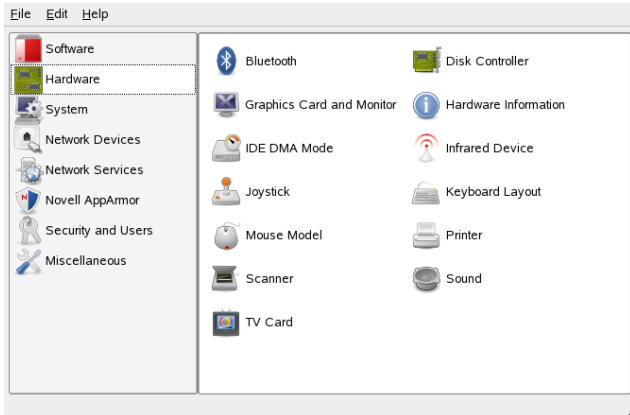 File Edit Help
Software
Hardware
System
Network Devices
Network Services
Novell AppArmor
Security and Users
Miscellaneous
Bluetooth
Disk Controller
Graphics Card and Monitor
Hardware Information
IDE DMA Mode
Infrared Device
Joystick
Keyboard Layout
Mouse Model
Printer
Scanner
Sound
TV Card